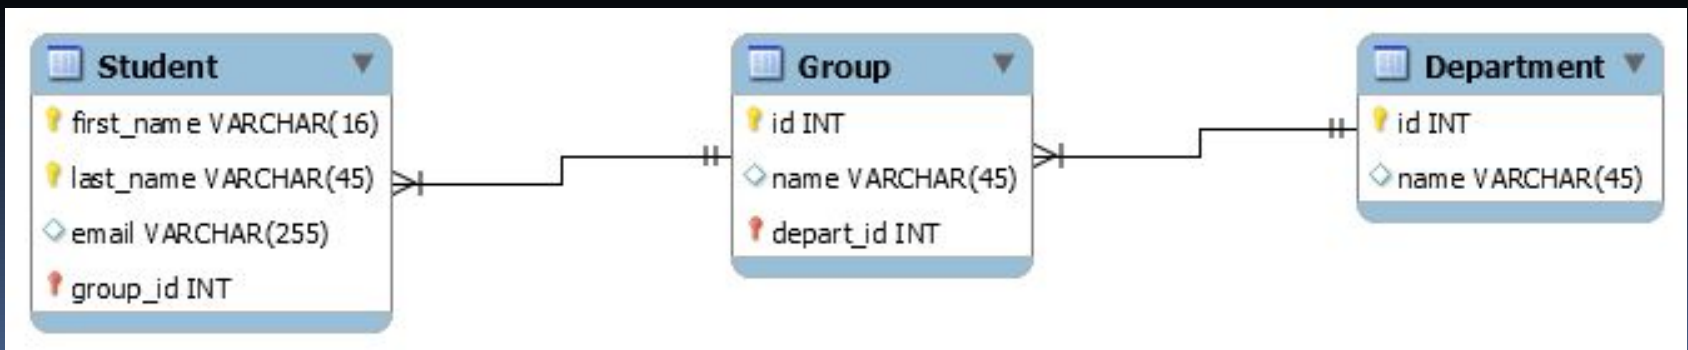 Student
first_name VARCHAR(16)
last_name VARCHAR(45)
email VARCHAR(255)
group_id INT
Group
id INT
name VARCHAR(45)
depart_id INT
Department
id INT
name VARCHAR(45)